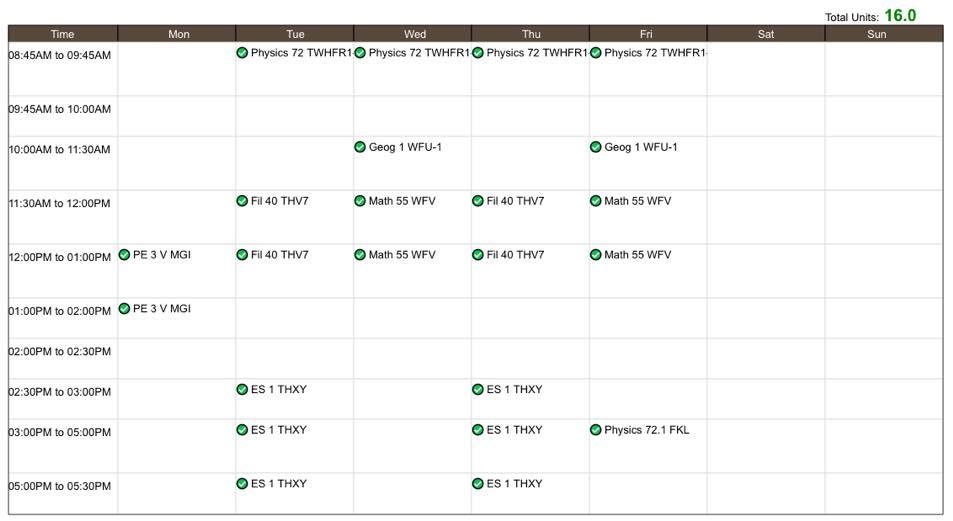 Total Units: 16.0
Time Mon Tue Wed Thu Fri Sat Sun
08:45AM to 09:45AM Physics 72 TWHFR1- Physics 72 TWHFR1- Physics 72 TWHFR1- Physics 72 TWHFR1-
09:45AM to 10:00AM
10:00AM to 11:30AM Geog 1 WFU-1 Geog 1 WFU-1
11:30AM to 12:00PM Fil 40 THV7 Math 55 WFV Fil 40 THV7 Math 55 WFV
12:00PM to 01:00PM PE 3 V MGI Fil 40 THV7 Math 55 WFV Fil 40 THV7 Math 55 WFV
01:00PM to 02:00PM PE 3 V MGI
02:00PM to 02:30PM
02:30PM to 03:00PM ES 1 THXY ES 1 THXY
03:00PM to 05:00PM ES 1 THXY ES 1 THXY Physics 72.1 FKL
05:00PM to 05:30PM ES 1 THXY ES 1 THXY